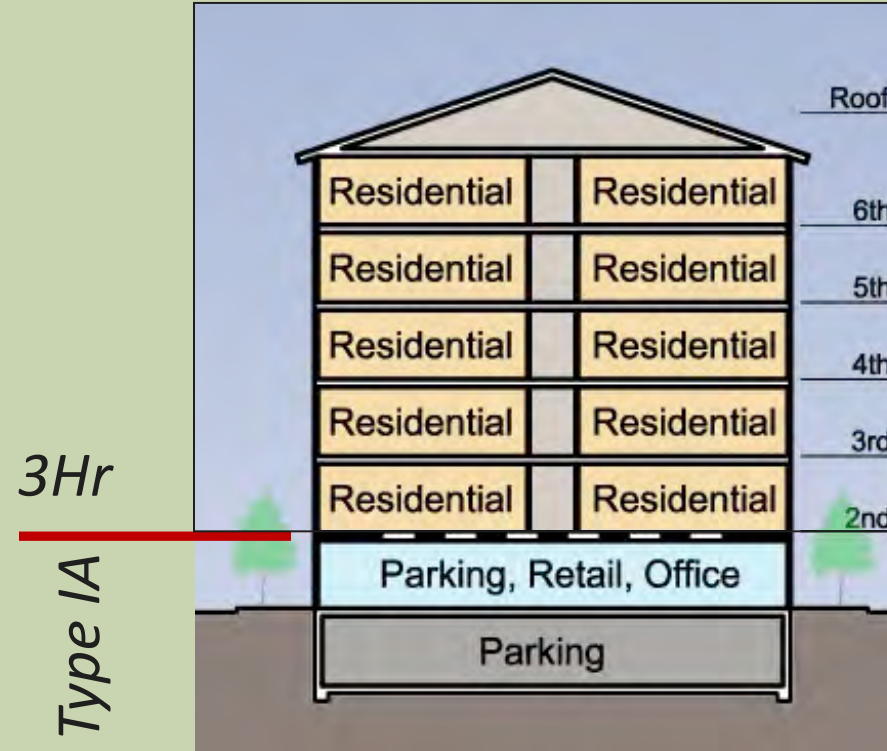 Roof
Residential Residential
6th
Residential Residential
5th
Residential Residential
4th
Residential Residential
3rd
3Hr
Residential Residential
2nd
Type IA
Parking, Retail, Office
Parking